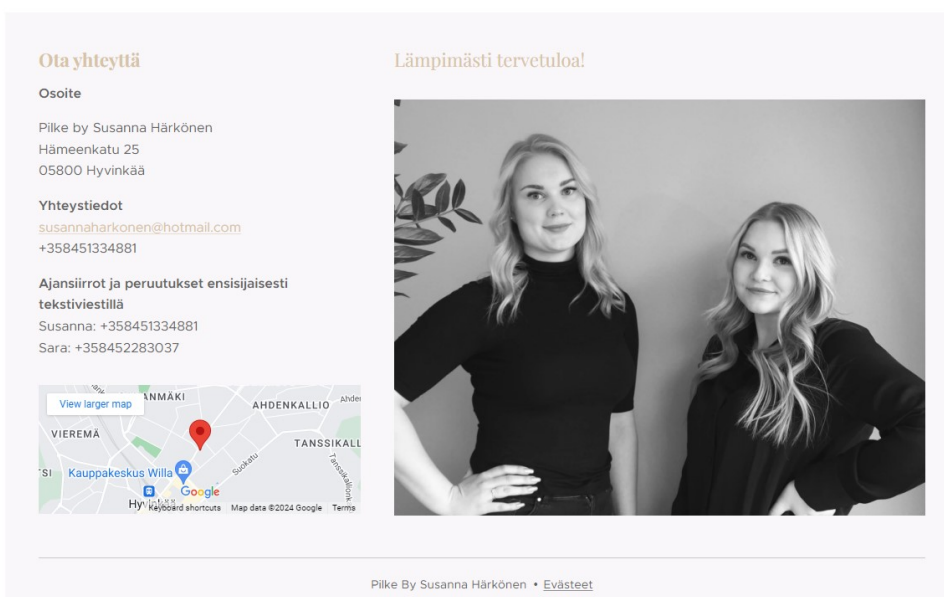 Ota yhteyttä
Osoite
Pilke by Susanna Härkönen
Hämeenkatu 25
05800 Hyvinkää
Yhteystiedot
susannaharkonen@hotmail.com
+358451334881
Ajansiirrot ja peruutukset ensisijaisesti
tekstiviestillä
Susanna: +358451334881
Sara: +358452283037
View larger map
ANMÄKI
AHDENKALLIO
VIEREMÄ
TANSSIKALL
Kauppakeskus Willa
Suokatu
Google
Keyboard shortcuts
Map data ©2024 Google
Terms
Lämpimästi tervetuloa!
Pilke By Susanna Härkönen • Evästeet